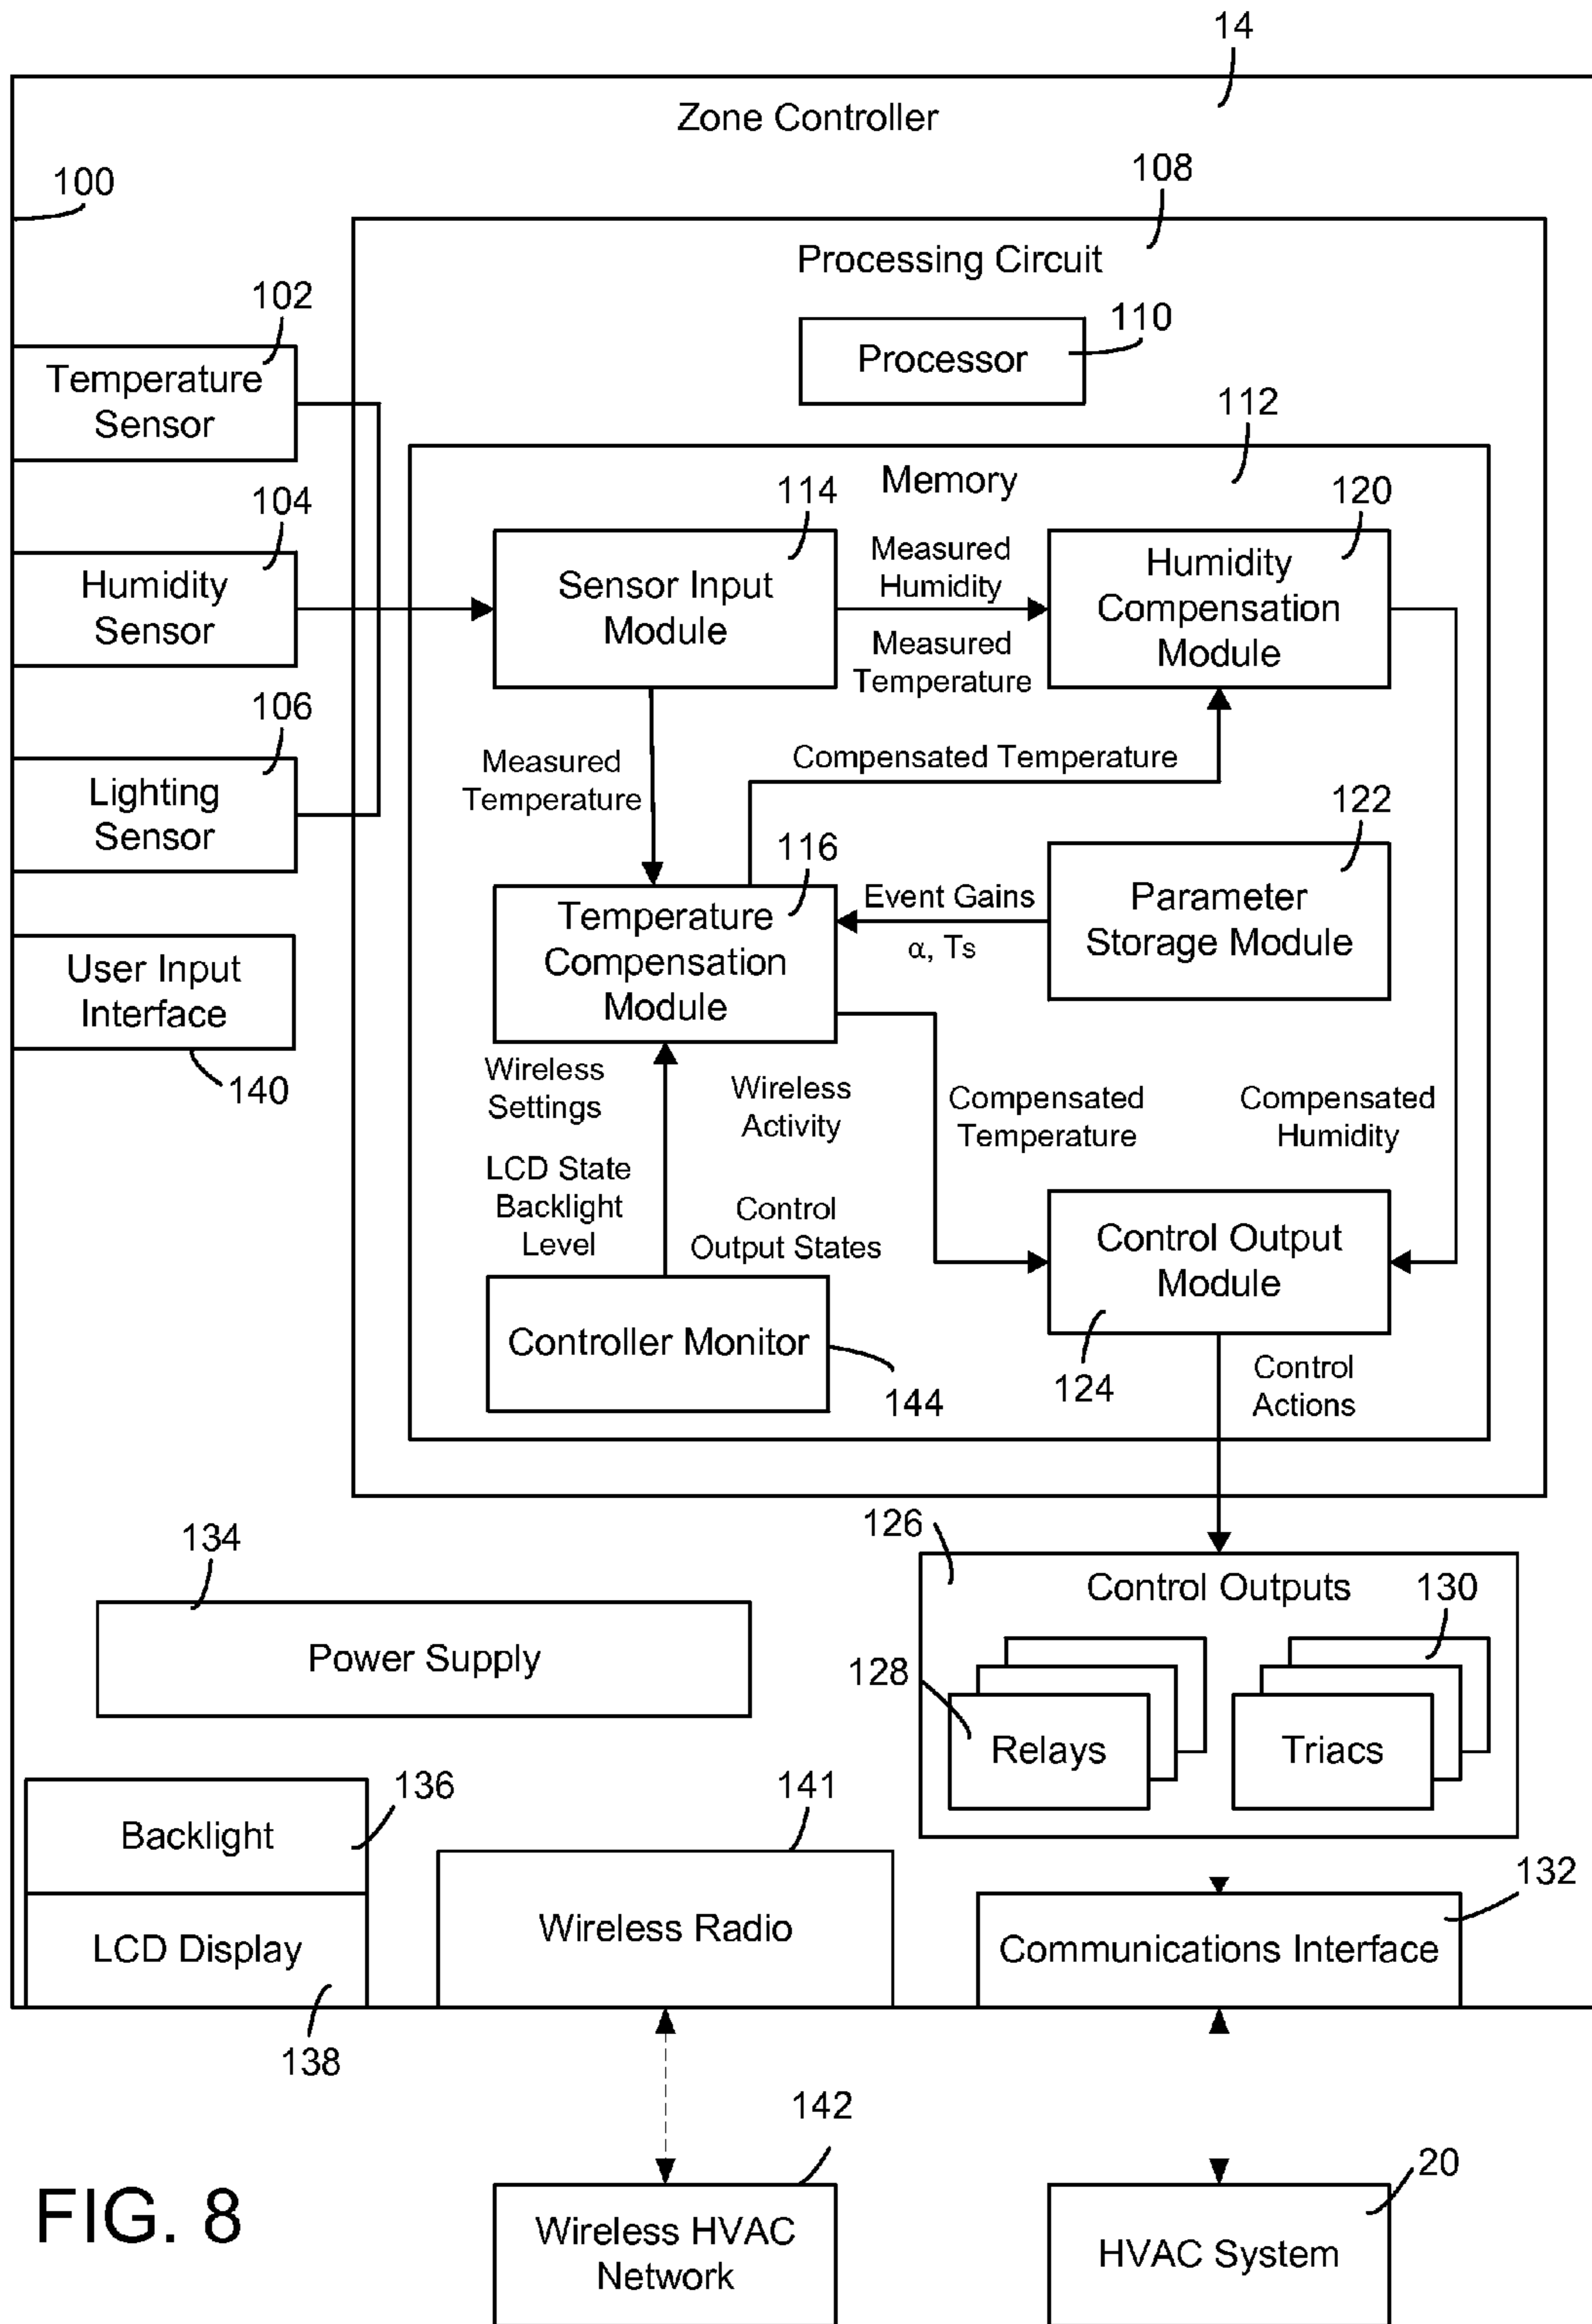 14
Zone Controller
100
108
Processing Circuit
102
Temperature
Sensor
110
Processor
112
Memory
104
Humidity
Sensor
114
Sensor Input
Module
Measured
Humidity
Measured
Temperature
120
Humidity
Compensation
Module
106
Lighting
Sensor
Measured
Temperature
Compensated Temperature
122
Parameter
Storage Module
116
Temperature
Compensation
Module
Event Gains
α, Ts
User Input
Interface
140
Wireless
Settings
Wireless
Activity
LCD State
Backlight
Level
Control
Output States
Compensated
Temperature
Compensated
Humidity
Control Output
Module
124
Controller Monitor
144
Control
Actions
134
Power Supply
126
Control Outputs
130
128
Relays
Triacs
136
Backlight
LCD Display
138
141
Wireless Radio
132
Communications Interface
142
Wireless HVAC
Network
20
HVAC System
FIG. 8